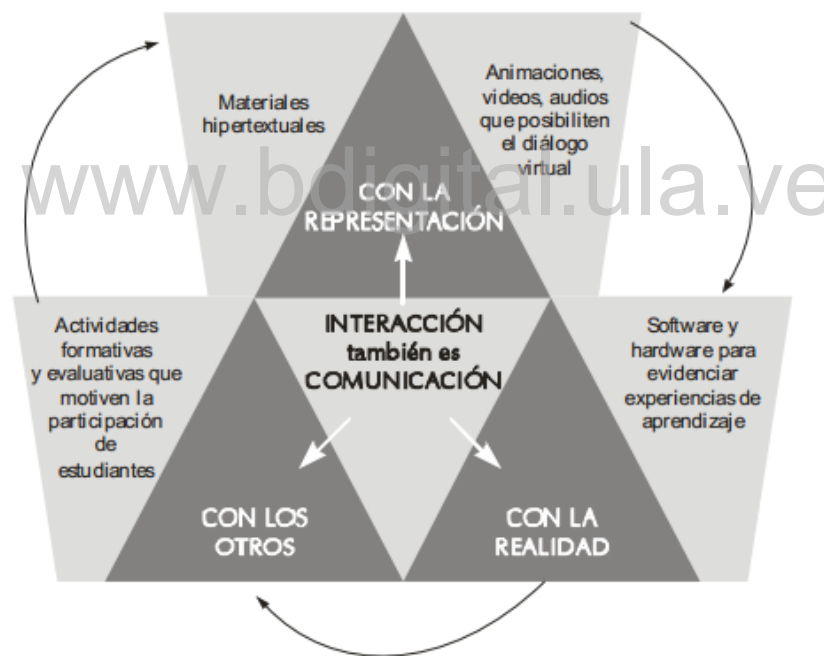 Materiales
hipertextuales
Animaciones,
videos, audios
que posibiliten
el diálogo
virtual
www.bdigital.ula.ve
CON LA
REPRESENTACIÓN
INTERACCIÓN
también es
COMUNICACIÓN
Actividades
formativas
y evaluativas que
motiven la
participación
de
estudiantes
Software y
hardware para
evidenciar
experiencias de
aprendizaje
CON LOS
OTROS
CON LA
REALIDAD